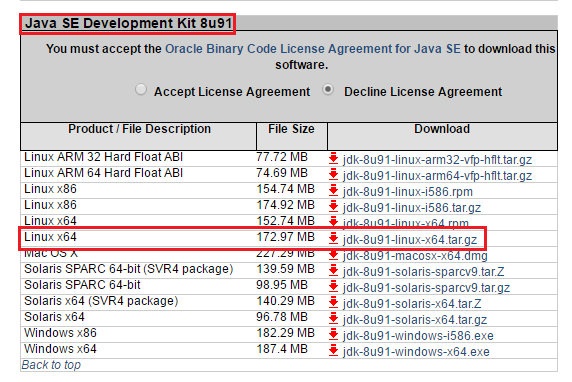 Java SE Development Kit 8u91
You must accept the Oracle Binary Code License Agreement for Java SE to download this
software.
Accept License Agreement Decline License Agreement
Product / File Description File Size Download
Linux ARM 32 Hard Float ABI 77.72 MB jdk-8u91-linux-arm32-vfp-hflt.tar.gz
Linux ARM 64 Hard Float ABI 74.69 MB jdk-8u91-linux-arm64-vfp-hflt.tar.gz
Linux x86 154.74 MB jdk-8u91-linux-i586.rpm
Linux x86 174.92 MB jdk-8u91-linux-i586.tar.gz
Linux x64 152.74 MB jdk-8u91-linux-x64.rpm
Linux x64 172.97 MB jdk-8u91-linux-x64.tar.gz
Mac OS X 227.29 MB jdk-8u91-macosx-x64.dmg
Solaris SPARC 64-bit (SVR4 package) 139.59 MB jdk-8u91-solaris-sparcv9.tar.Z
Solaris SPARC 64-bit 98.95 MB jdk-8u91-solaris-sparcv9.tar.gz
Solaris x64 (SVR4 package) 140.29 MB jdk-8u91-solaris-x64.tar.Z
Solaris x64 96.78 MB jdk-8u91-solaris-x64.tar.gz
Windows x86 182.29 MB jdk-8u91-windows-i586.exe
Windows x64 187.4 MB jdk-8u91-windows-x64.exe
Back to top